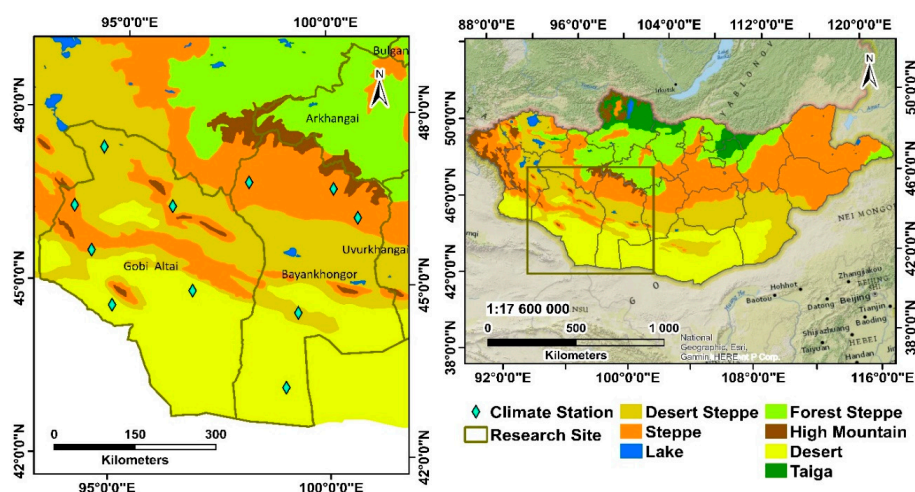 95°0'0"E
100°0'0"E
Bulgan
N
Arkhangai
48°0'0"N
48°0'0"N
Uvurkhangai
Bayankhongor
Gobi Altai
45°0'0"N
45°0'0"N
0 150 300
Kilometers
42°0'0"N
42°0'0"N
95°0'0"E
100°0'0"E
88°0'0"E 96°0'0"E 104°0'0"E 112°0'0"E 120°0'0"E
N
Irkutsk
YABLONOV
50°0'0"N
50°0'0"N
46°0'0"N
46°0'0"N
NEI MONGOL
42°0'0"N
42°0'0"N
G O
Hohhot
Zhangjiakou
Baotou
Datong
Beijing
Tianjin
Shijiazhuang
Baoding
HEBEI
Taiyuan
Handan
1:17 600 000
0 500 1 000
Kilometers
National
Geographic, Esri,
Garmin, HERE
38°0'0"N
38°0'0"N
92°0'0"E 100°0'0"E 108°0'0"E 116°0'0"E
Climate Station
Research Site
Desert Steppe
Steppe
Lake
Forest Steppe
High Mountain
Desert
Taiga